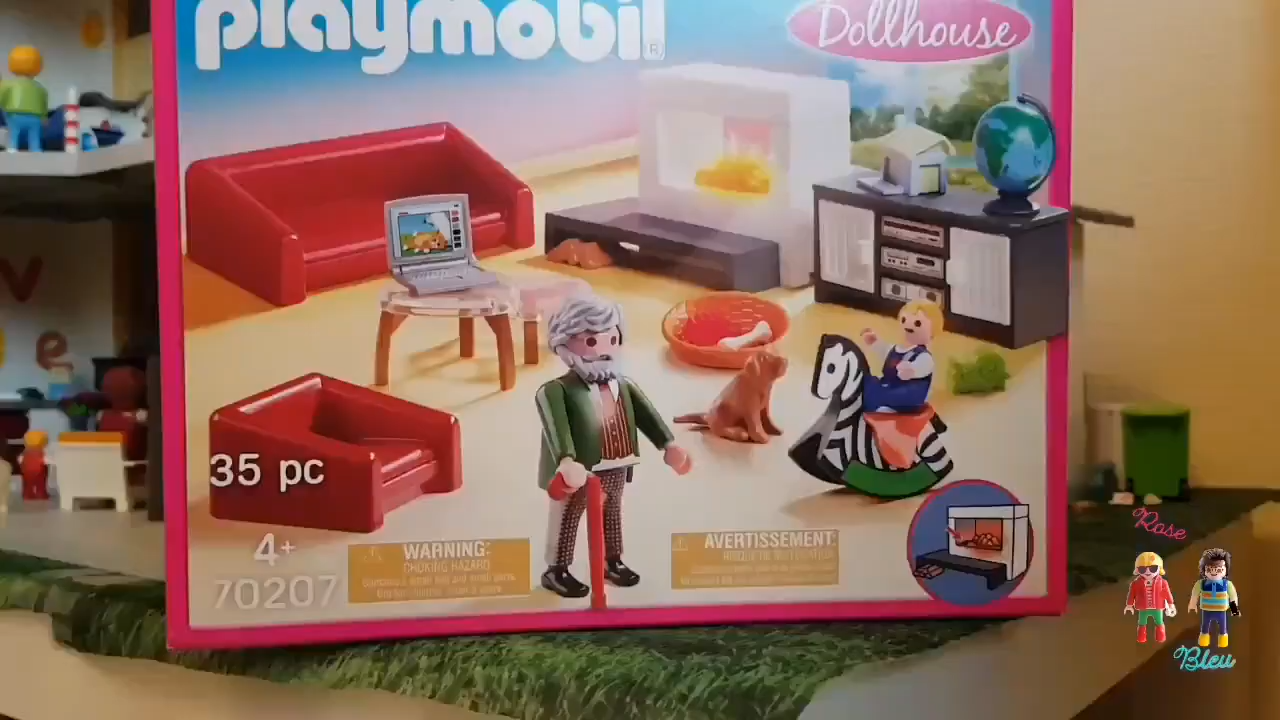 playmobil®
Dollhouse
35 pc
4+
70207
WARNING:
CHOKING HAZARD
AVERTISSEMENT:
V
e
Rose
Bleu